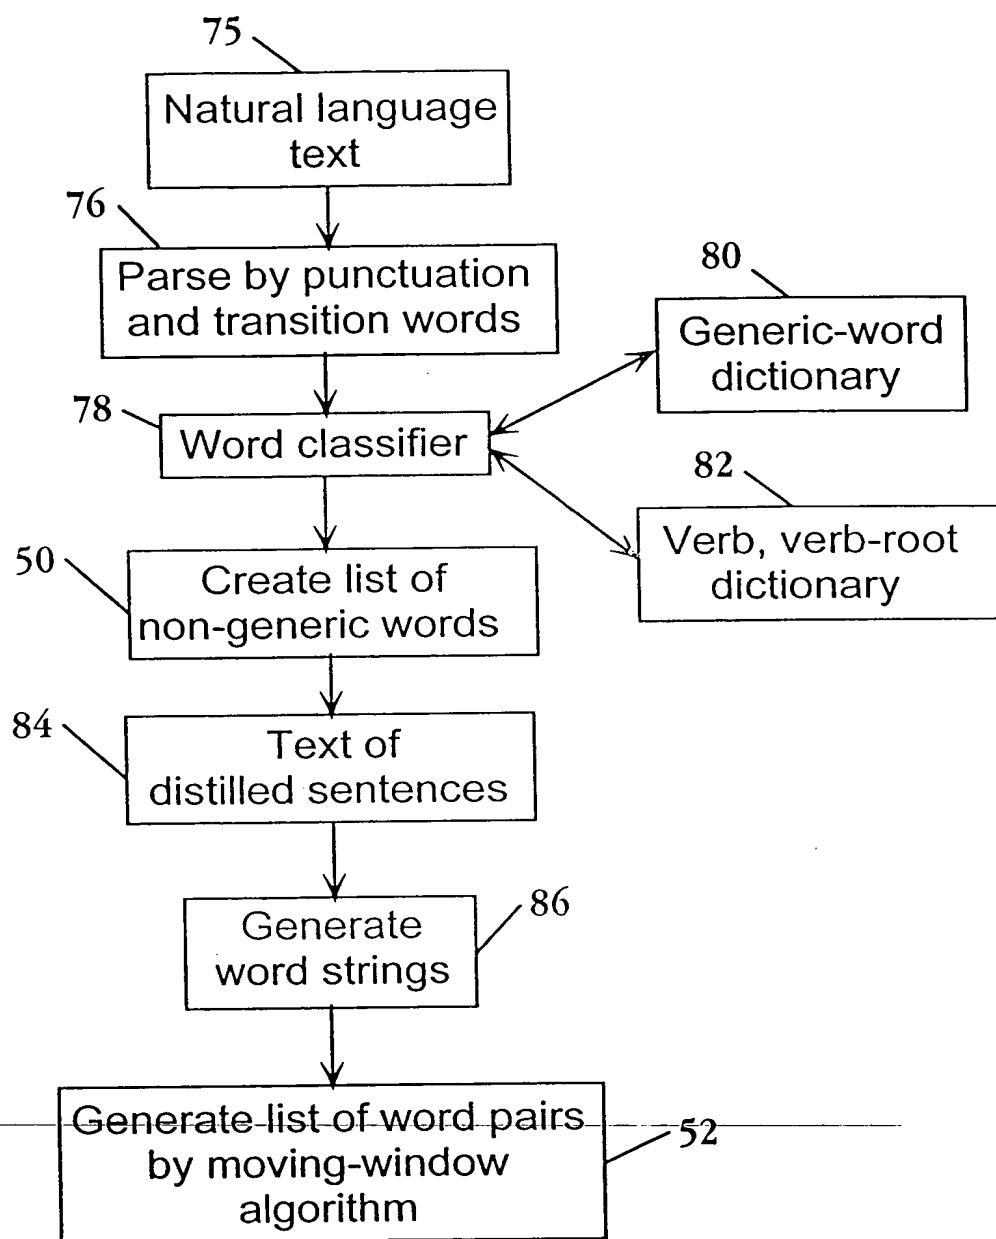 75
Natural language
text
76
Parse by punctuation
and transition words
80
Generic-word
dictionary
78
Word classifier
82
Verb, verb-root
dictionary
50
Create list of
non-generic words
84
Text of
distilled sentences
86
Generate
word strings
Generate list of word pairs
by moving-window
algorithm
52